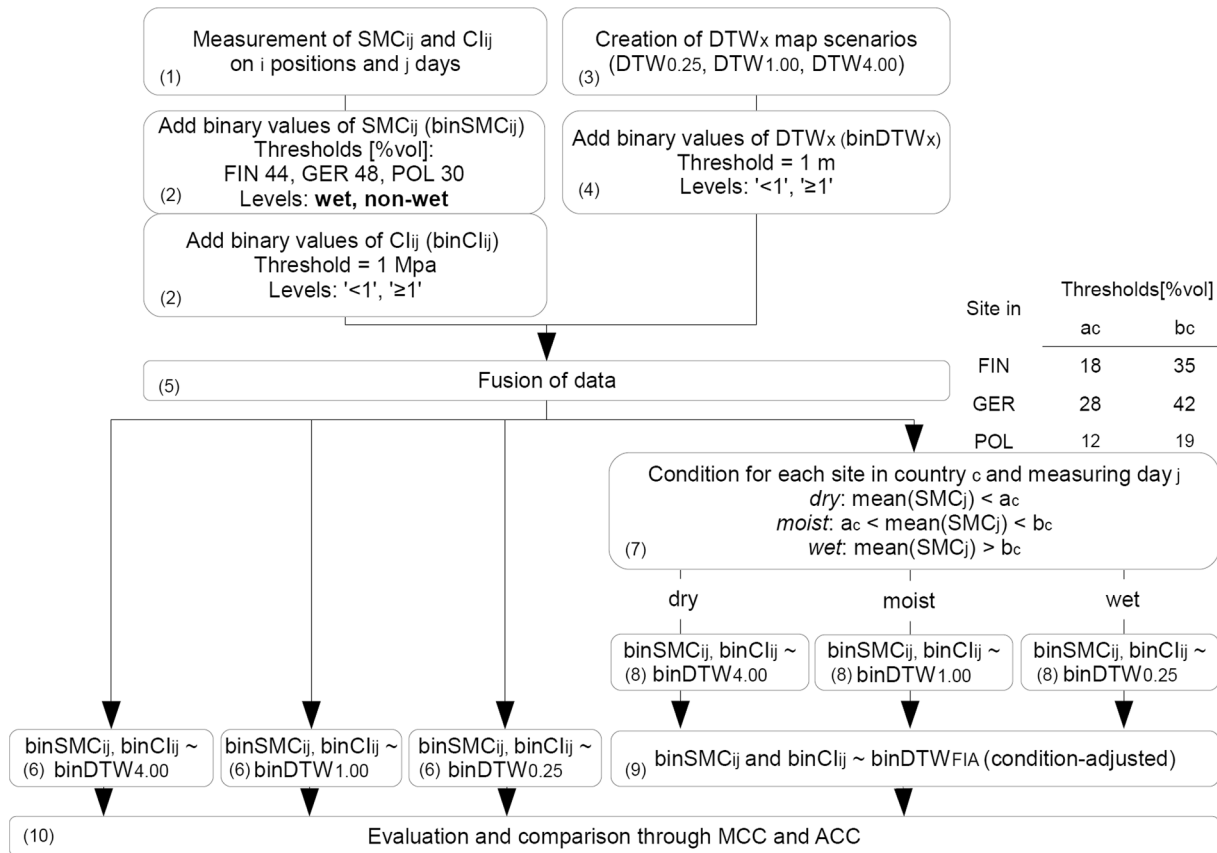 Measurement of SMCij and CIij
on i positions and j days
(1)
Creation of DTWx map scenarios
(DTW0.25, DTW1.00, DTW4.00)
(3)
Add binary values of SMCij (binSMCij)
Thresholds [%vol]:
FIN 44, GER 48, POL 30
Levels: wet, non-wet
(2)
Add binary values of DTWx (binDTWx)
Threshold = 1 m
Levels: '<1', '≥1'
(4)
Add binary values of CIij (binCIij)
Threshold = 1 Mpa
Levels: '<1', '≥1'
(2)
Thresholds[%vol]
Site in
ac bc
FIN 18 35
GER 28 42
POL 12 19
(5) Fusion of data
Condition for each site in country c and measuring day j
dry: mean(SMCj) < ac
moist: ac < mean(SMCj) < bc
wet: mean(SMCj) > bc
(7)
dry moist wet
binSMCij, binCIij ~
(8) binDTW4.00
binSMCij, binCIij ~
(8) binDTW1.00
binSMCij, binCIij ~
(8) binDTW0.25
binSMCij, binCIij ~
(6) binDTW4.00
binSMCij, binCIij ~
(6) binDTW1.00
binSMCij, binCIij ~
(6) binDTW0.25
(9) binSMCij and binCIij ~ binDTWFIA (condition-adjusted)
(10) Evaluation and comparison through MCC and ACC